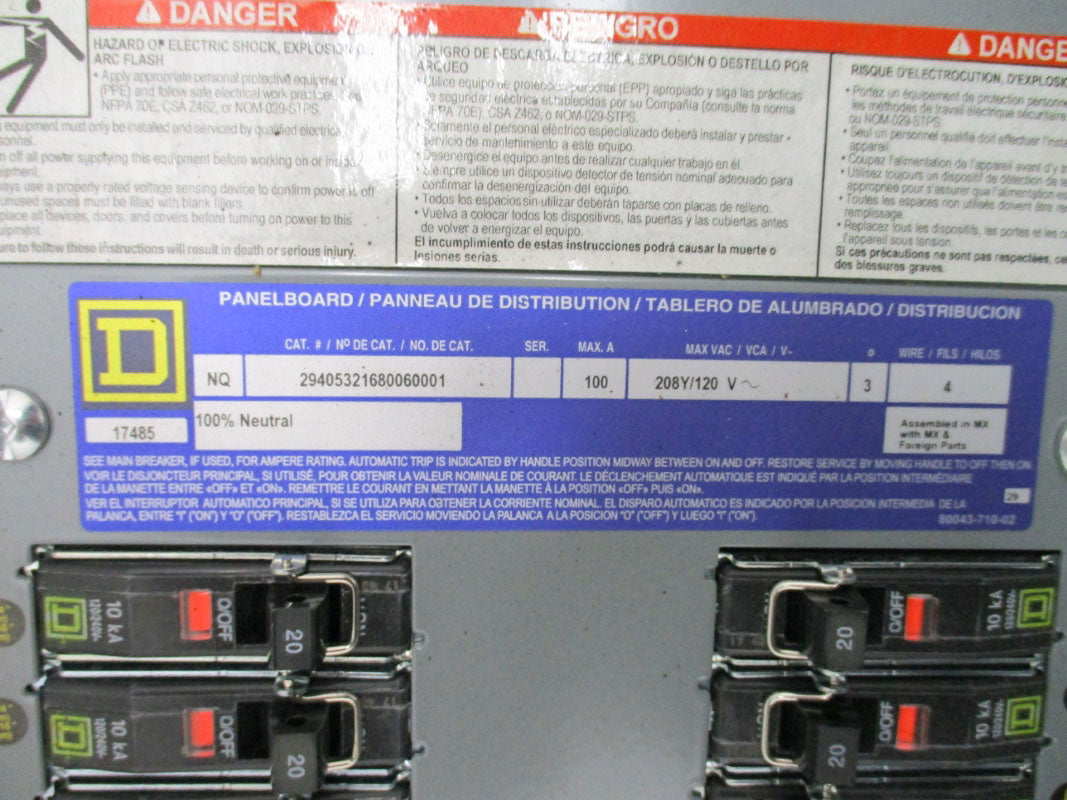 DANGER
HAZARD OF ELECTRIC SHOCK, EXPLOSION OR
ARC FLASH
• Apply appropriate personal protective equipment
(PPE) and follow safe electrical work practices. See
NFPA 70E, CSA Z462, or NOM-029-STPS.
equipment must only be installed and serviced by qualified electrical
off all power supplying this equipment before working on or inside
use a properly rated voltage sensing device to confirm power is off
unused spaces must be filled with blank fillers.
all devices, doors, and covers before turning on power to this
to follow these instructions will result in death or serious injury.
PELIGRO
PELIGRO DE DESCARGA ELÉCTRICA, EXPLOSIÓN O DESTELLO POR
ARQUEO
• Utilice equipo de protección personal (EPP) apropiado y siga las prácticas
de seguridad eléctrica establecidas por su Compañía (consulte la norma
NFPA 70E), CSA Z462, o NOM-029-STPS.
• Solamente el personal eléctrico especializado deberá instalar y prestar
servicio de mantenimiento a este equipo.
• Desenergice el equipo antes de realizar cualquier trabajo en él.
• Siempre utilice un dispositivo detector de tensión nominal adecuado para
confirmar la desenergización del equipo.
• Todos los espacios sin utilizar deberán taparse con placas de relleno.
• Vuelva a colocar todos los dispositivos, las puertas y las cubiertas antes
de volver a energizar el equipo.
El incumplimiento de estas instrucciones podrá causar la muerte o
lesiones serias.
DANGE
RISQUE D'ÉLECTROCUTION, D'EXPLOSIO
• Portez un équipement de protection personne
les méthodes de travail électrique sécuritaire
ou NOM-029-STPS.
• Seul un personnel qualifié doit effectuer l'insta
appareil.
• Coupez l'alimentation de l'appareil avant d'y
• Utilisez toujours un dispositif de détection de
appropriée pour s'assurer que l'alimentation es
• Toutes les espaces non utilisés doivent être
remplissage.
• Replacez tous les dispositifs, les portes et les
l'appareil sous tension.
Si ces précautions ne sont pas respectées, ce
des blessures graves.
PANELBOARD / PANNEAU DE DISTRIBUTION / TABLERO DE ALUMBRADO / DISTRIBUCION
CAT. # / Nº DE CAT. / NO. DE CAT. SER. MAX. A MAX VAC / VCA / V~ ø WIRE / FILS / HILOS
NQ 29405321680060001 100 208Y/120 V ~ 3 4
17485 100% Neutral
Assembled in MX
with MX &
Foreign Parts
SEE MAIN BREAKER, IF USED, FOR AMPERE RATING. AUTOMATIC TRIP IS INDICATED BY HANDLE POSITION MIDWAY BETWEEN ON AND OFF. RESTORE SERVICE BY MOVING HANDLE TO OFF THEN ON
VOIR LE DISJONCTEUR PRINCIPAL, SI UTILISÉ, POUR OBTENIR LA VALEUR NOMINALE DE COURANT. LE DÉCLENCHEMENT AUTOMATIQUE EST INDIQUÉ PAR LA POSITION INTERMÉDIAIRE
DE LA MANETTE ENTRE «OFF» ET «ON». REMETTRE LE COURANT EN METTANT LA MANETTE À LA POSITION «OFF» PUIS «ON».
VER EL INTERRUPTOR AUTOMATICO PRINCIPAL, SI SE UTILIZA PARA OBTENER LA CORRIENTE NOMINAL. EL DISPARO AUTOMATICO ES INDICADO POR LA POSICION INTERMEDIA DE LA
PALANCA, ENTRE "I" ("ON") Y "O" ("OFF"). RESTABLEZCA EL SERVICIO MOVIENDO LA PALANCA A LA POSICION "O" ("OFF") Y LUEGO "I" ("ON").
29
80043-710-02
10 kA
120/240V~
O/OFF
20
20
O/OFF
10 kA
120/240V~
10 kA
120/240V~
O/OFF
20
20
O/OFF
10 kA
120/240V~